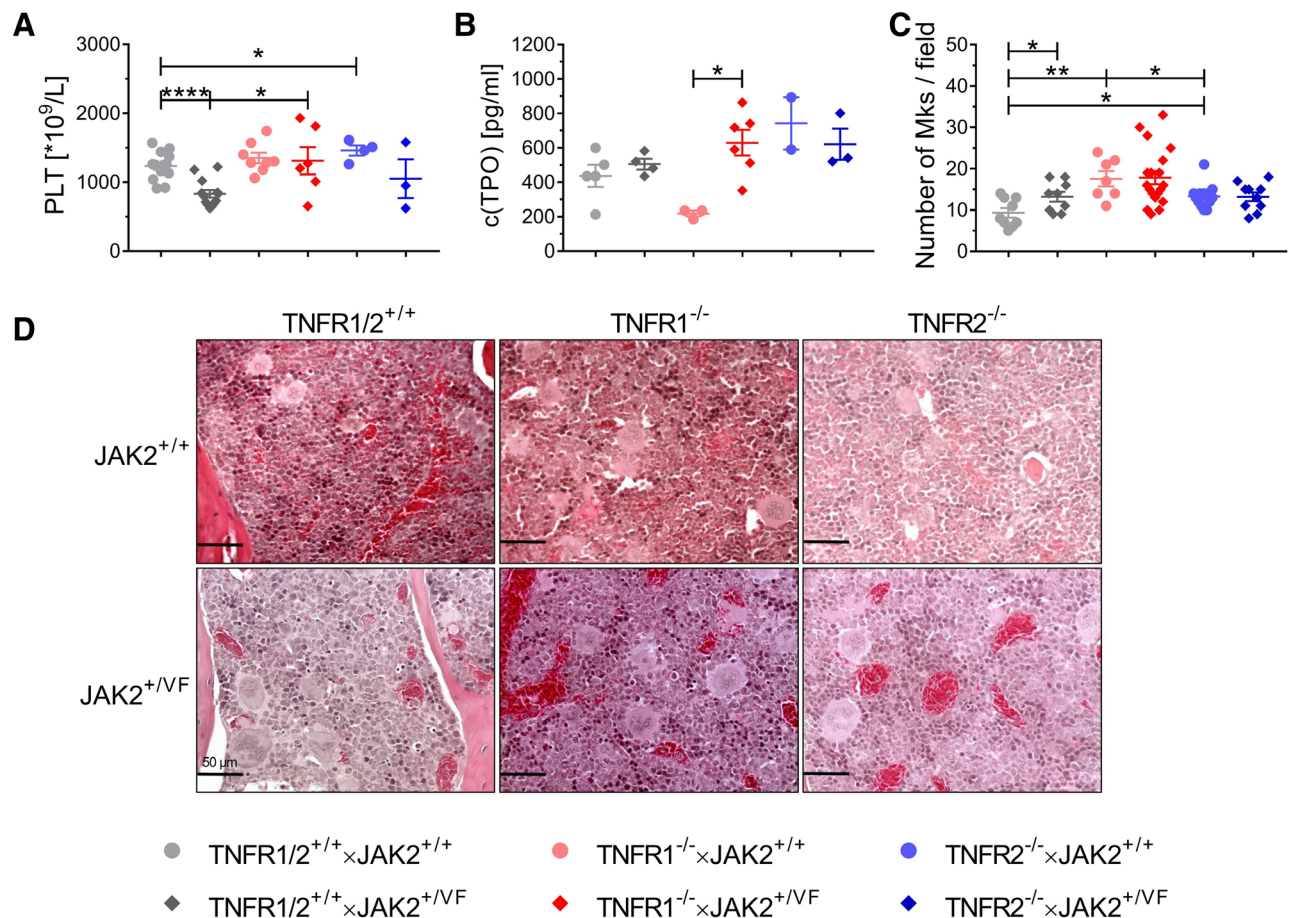 A
PLT [*10⁹/L]
3000
2000
1000
0
*
****
*
B
c(TPO) [pg/ml]
1200
1000
800
600
400
200
0
*
C
Number of Mks / field
50
40
30
20
10
0
*
** *
*
D
TNFR1/2⁺/⁺ TNFR1⁻/⁻ TNFR2⁻/⁻
JAK2⁺/⁺
JAK2⁺/ⱽᶠ
50 µm
TNFR1/2⁺/⁺×JAK2⁺/⁺ TNFR1⁻/⁻×JAK2⁺/⁺ TNFR2⁻/⁻×JAK2⁺/⁺
TNFR1/2⁺/⁺×JAK2⁺/ⱽᶠ TNFR1⁻/⁻×JAK2⁺/ⱽᶠ TNFR2⁻/⁻×JAK2⁺/ⱽᶠ